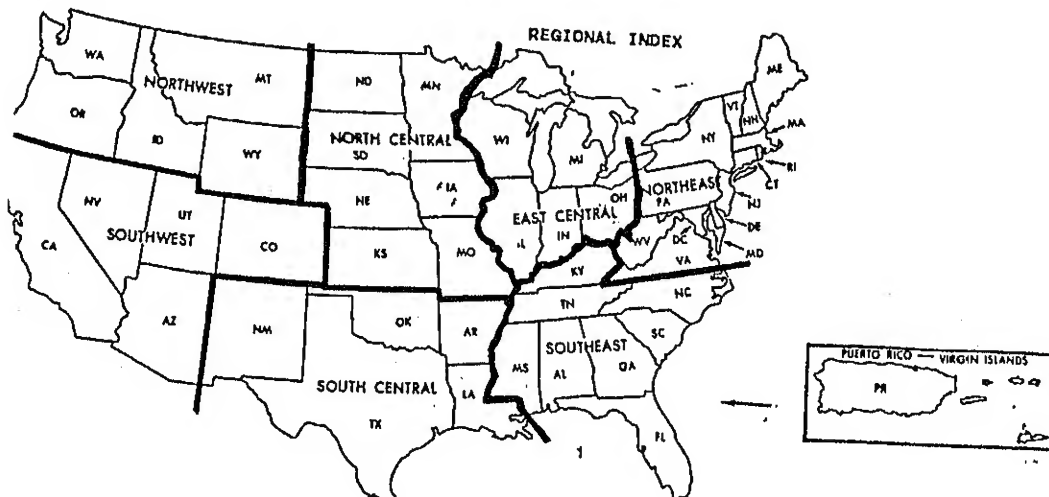 REGIONAL INDEX
WA
MT
ND
MN
ME
NORTHWEST
VT
NH
OR
ID
WY
NORTH CENTRAL
SD
WI
MI
NY
MA
RI
CT
NJ
NV
UT
SOUTHWEST
CO
NE
IA
IL
IN
OH
EAST CENTRAL
NORTHEAST
PA
DE
MD
CA
KS
MO
WV
DC
VA
KY
AZ
NM
OK
AR
TN
NC
SC
SOUTHEAST
MS
AL
GA
SOUTH CENTRAL
TX
LA
FL
1
PUERTO RICO — VIRGIN ISLANDS
PR